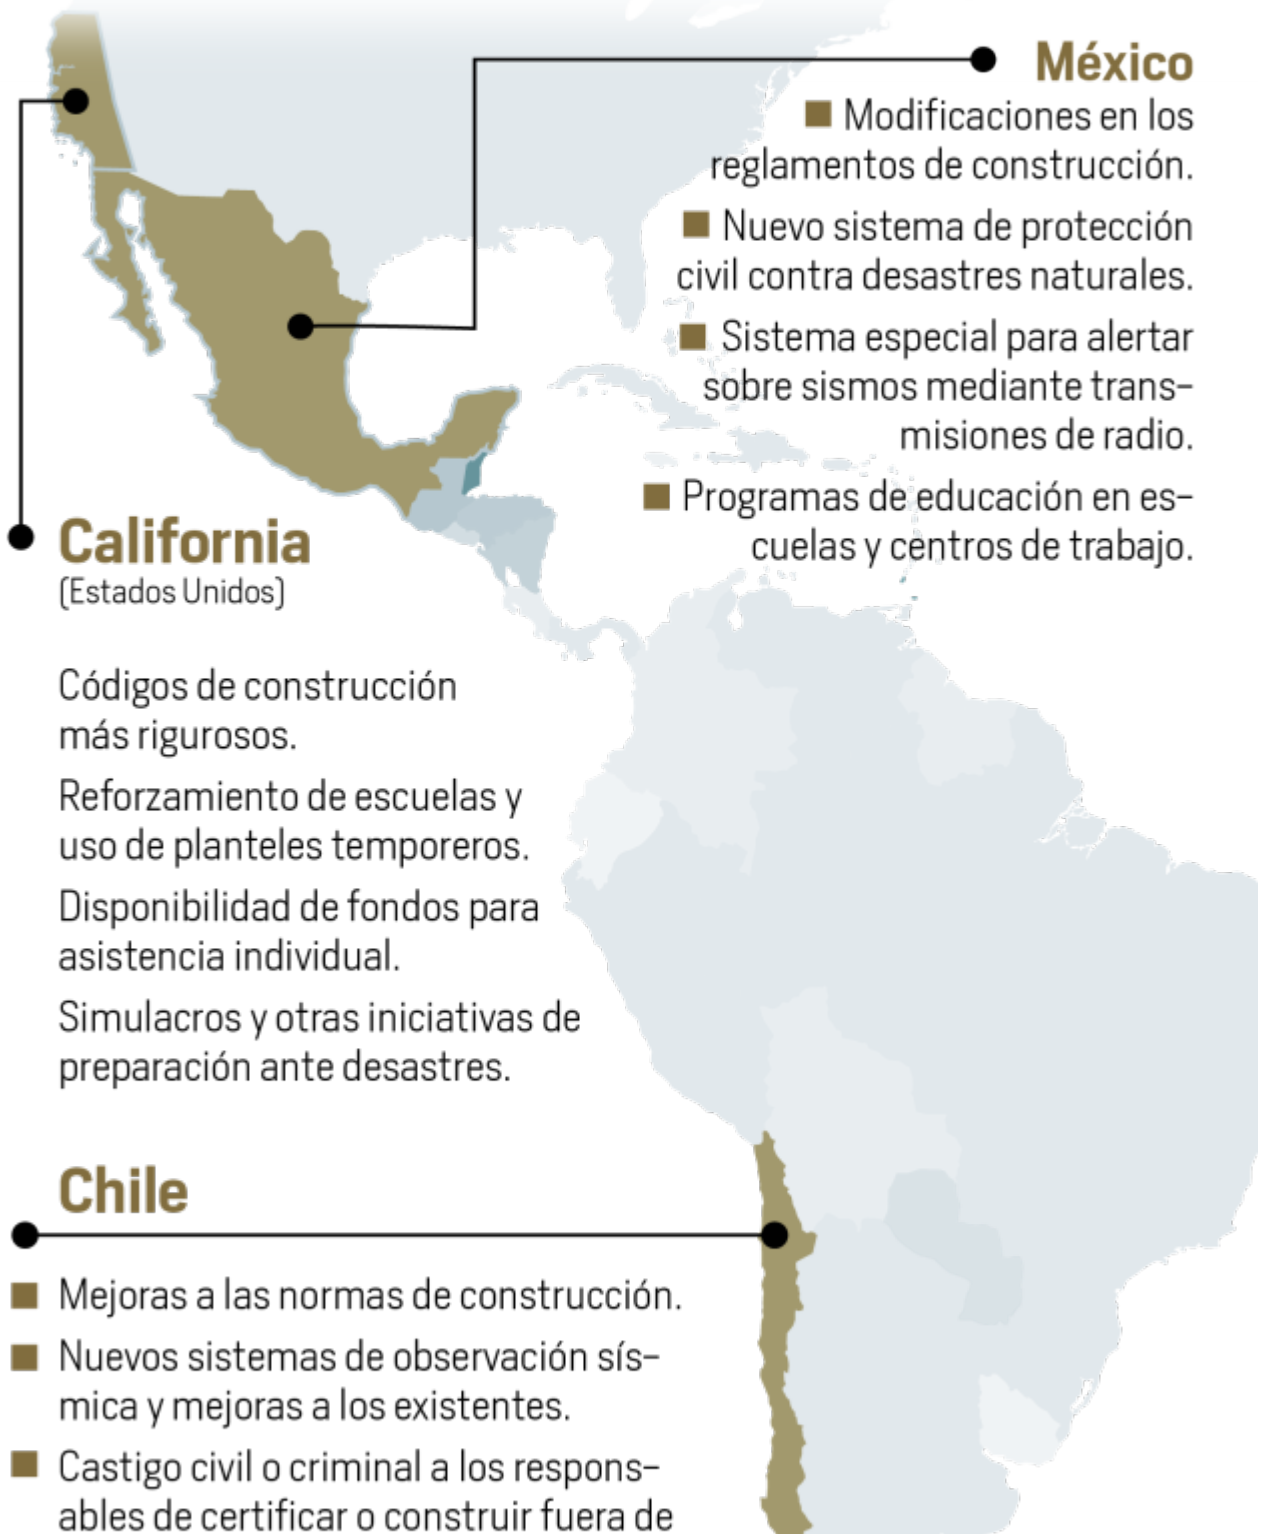 México
■ Modificaciones en los
reglamentos de construcción.
■ Nuevo sistema de protección
civil contra desastres naturales.
■ Sistema especial para alertar
sobre sismos mediante trans-
misiones de radio.
■ Programas de educación en es-
cuelas y centros de trabajo.
California
(Estados Unidos)
Códigos de construcción
más rigurosos.
Reforzamiento de escuelas y
uso de planteles temporeros.
Disponibilidad de fondos para
asistencia individual.
Simulacros y otras iniciativas de
preparación ante desastres.
Chile
■ Mejoras a las normas de construcción.
■ Nuevos sistemas de observación sís-
mica y mejoras a los existentes.
■ Castigo civil o criminal a los respons-
ables de certificar o construir fuera de